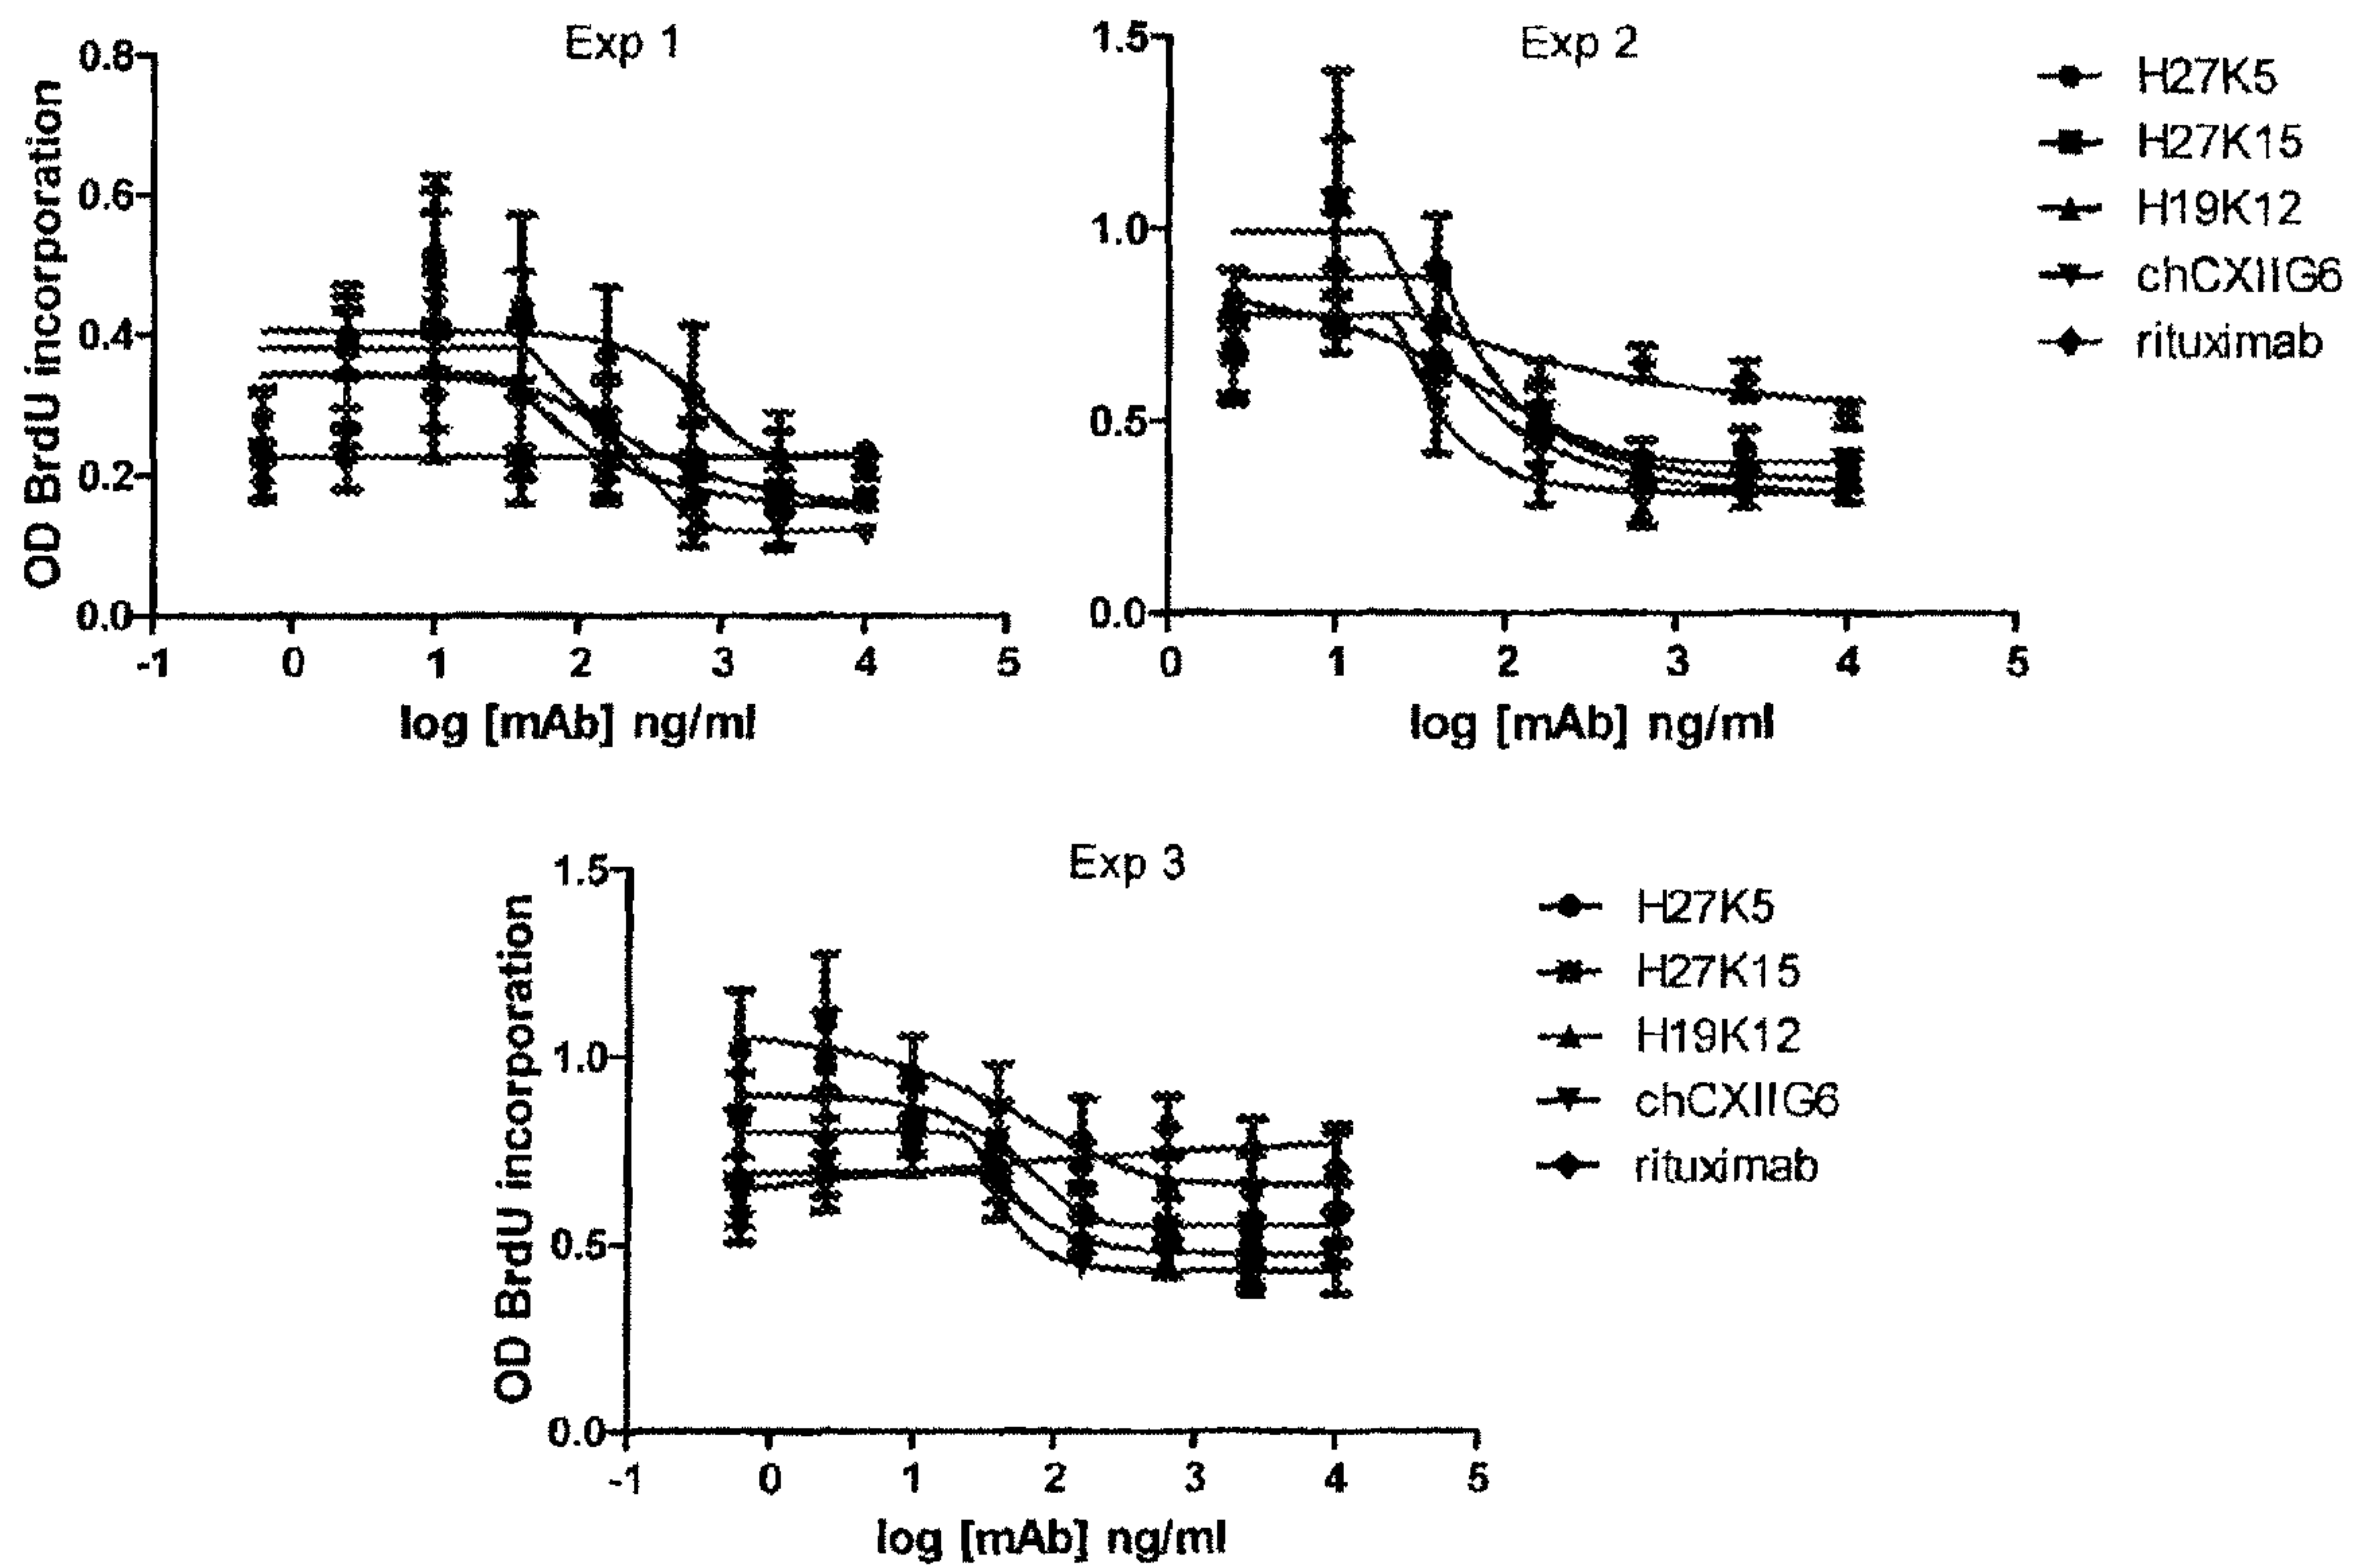 Exp 1
0.8
0.6
0.4
0.2
0.0
OD BrdU incorporation
-1 0 1 2 3 4 5
log [mAb] ng/ml
Exp 2
1.5
1.0
0.5
0.0
0 1 2 3 4 5
log [mAb] ng/ml
H27K5
H27K15
H19K12
chCXIIG6
rituximab
Exp 3
1.5
1.0
0.5
0.0
OD BrdU incorporation
-1 0 1 2 3 4 5
log [mAb] ng/ml
H27K5
H27K15
H19K12
chCXIIG6
rituximab